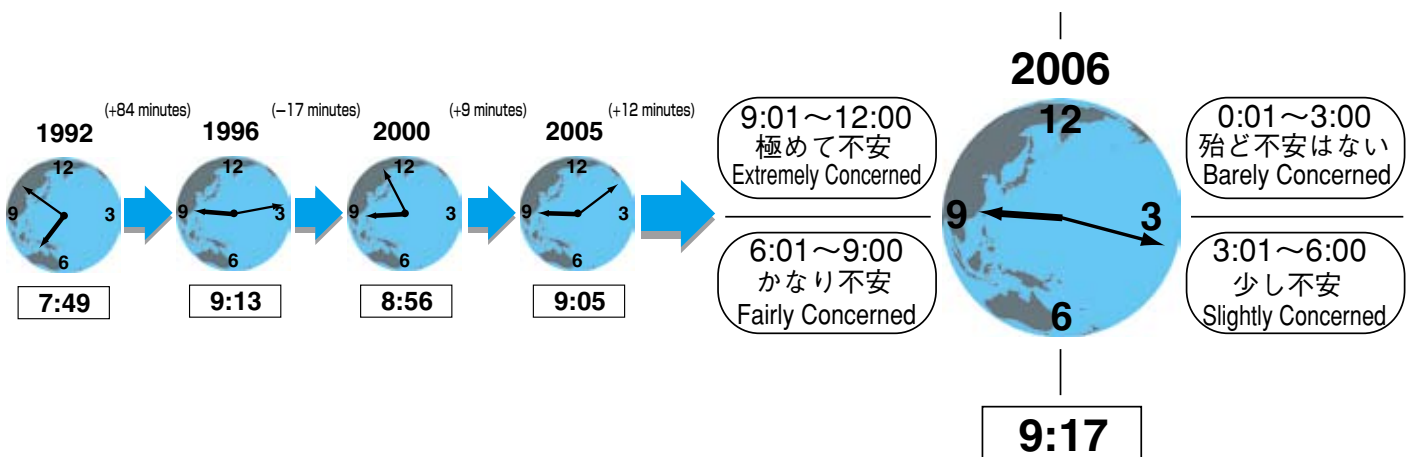 (+84 minutes)
(−17 minutes)
(+9 minutes)
(+12 minutes)
1992
1996
2000
2005
12
9
3
6
12
9
3
6
12
9
3
6
12
9
3
6
7:49
9:13
8:56
9:05
2006
9:01〜12:00
極めて不安
Extremely Concerned
0:01〜3:00
殆ど不安はない
Barely Concerned
12
9
3
6
6:01〜9:00
かなり不安
Fairly Concerned
3:01〜6:00
少し不安
Slightly Concerned
9:17